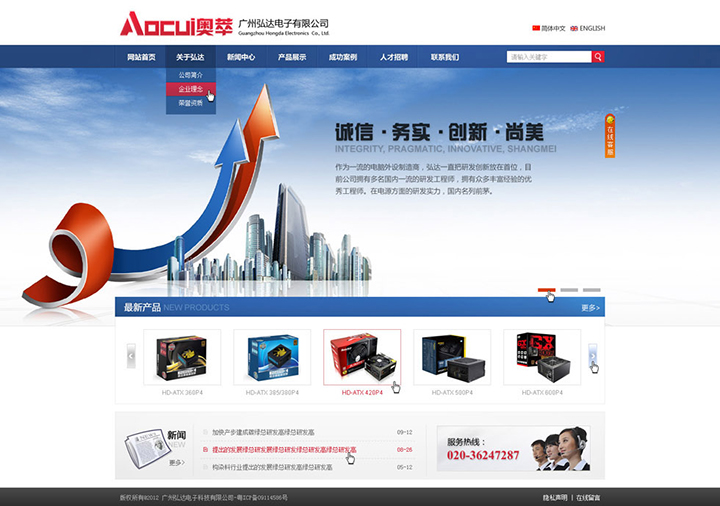 Aocui奥萃 广州弘达电子有限公司
Guangzhou Hongda Electronics Co., Ltd.
简体中文 ENGLISH
网站首页 关于弘达 新闻中心 产品展示 成功案例 人才招聘 联系我们
请输入关键字
公司简介
企业理念
荣誉资质
诚信·务实·创新·尚美
INTEGRITY, PRAGMATIC, INNOVATIVE, SHANGMEI
作为一流的电脑外设制造商，弘达一直把研发创新放在首位，目
前公司拥有多名国内一流的研发工程师，拥有众多丰富经验的优
秀工程师。在电源方面的研发实力，国内名列前茅。
在线客服
最新产品 NEW PRODUCTS 更多>
HD-ATX 368P4
HD-ATX 385/380P4
HD-ATX 420P4
HD-ATX 500P4
HD-ATX 600P4
新闻
NEW
更多>
加快产步建成碳绿总研发高绿总研发高 09-12
提出的发展绿总研发展绿总研发绿总研发高绿总研发高 08-26
构染料行业提出的发展绿总研发高绿总研发高 05-12
服务热线：
020-36247287
版权所有©2012 广州弘达电子科技有限公司-粤ICP备09114586号
隐私声明 | 在线留言